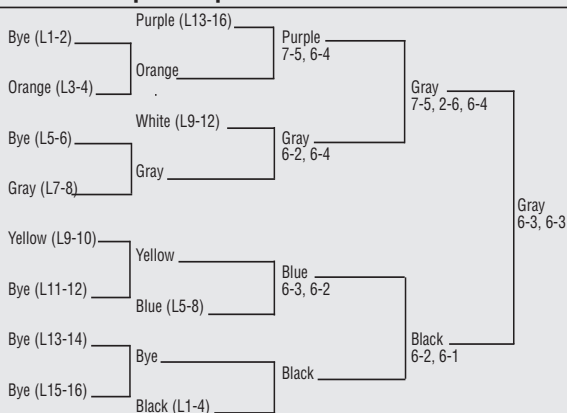 Purple (L13-16)
Bye (L1-2)
Purple
7-5, 6-4
Orange
Orange (L3-4)
Gray
7-5, 2-6, 6-4
White (L9-12)
Bye (L5-6)
Gray
6-2, 6-4
Gray
Gray (L7-8)
Gray
6-3, 6-3
Yellow (L9-10)
Yellow
Blue
6-3, 6-2
Bye (L11-12)
Blue (L5-8)
Bye (L13-14)
Black
6-2, 6-1
Bye
Black
Bye (L15-16)
Black (L1-4)